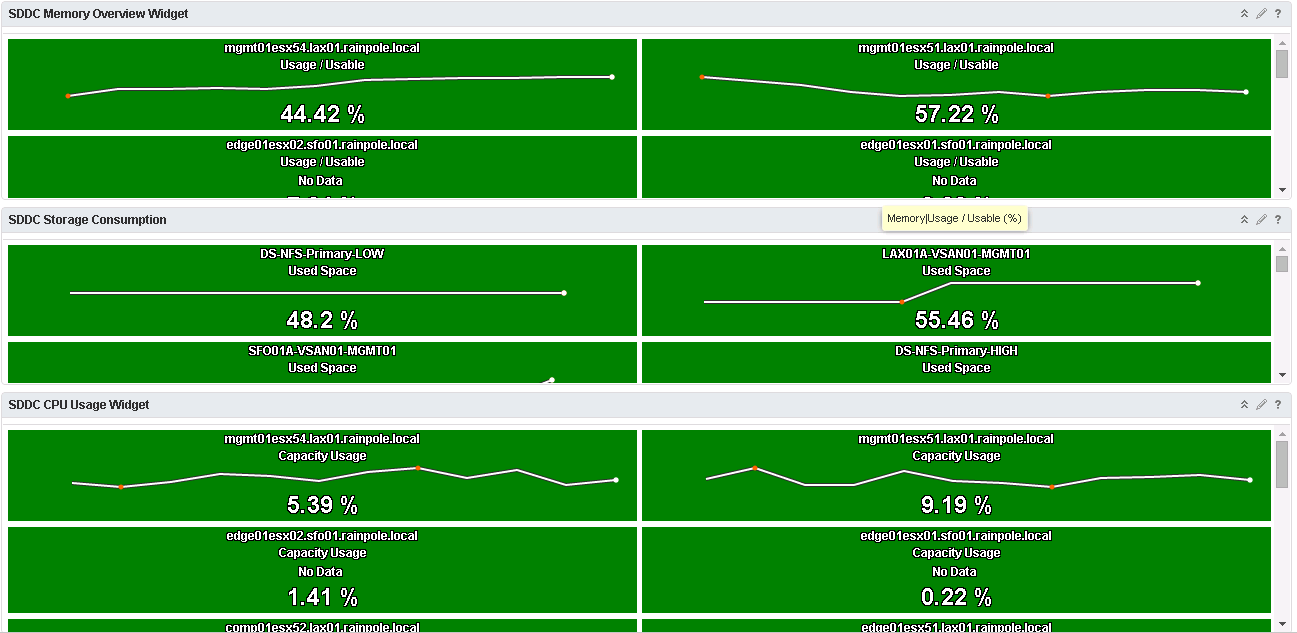 SDDC Memory Overview Widget
?
mgmt01esx54.lax01.rainpole.local
Usage / Usable
44.42 %
mgmt01esx51.lax01.rainpole.local
Usage / Usable
57.22 %
edge01esx02.sfo01.rainpole.local
Usage / Usable
No Data
edge01esx01.sfo01.rainpole.local
Usage / Usable
No Data
SDDC Storage Consumption
Memory|Usage / Usable (%)
?
DS-NFS-Primary-LOW
Used Space
48.2 %
LAX01A-VSAN01-MGMT01
Used Space
55.46 %
SFO01A-VSAN01-MGMT01
Used Space
DS-NFS-Primary-HIGH
Used Space
SDDC CPU Usage Widget
?
mgmt01esx54.lax01.rainpole.local
Capacity Usage
5.39 %
mgmt01esx51.lax01.rainpole.local
Capacity Usage
9.19 %
edge01esx02.sfo01.rainpole.local
Capacity Usage
No Data
1.41 %
edge01esx01.sfo01.rainpole.local
Capacity Usage
No Data
0.22 %
comp01esx52.lax01.rainpole.local
edge01esx51.lax01.rainpole.local